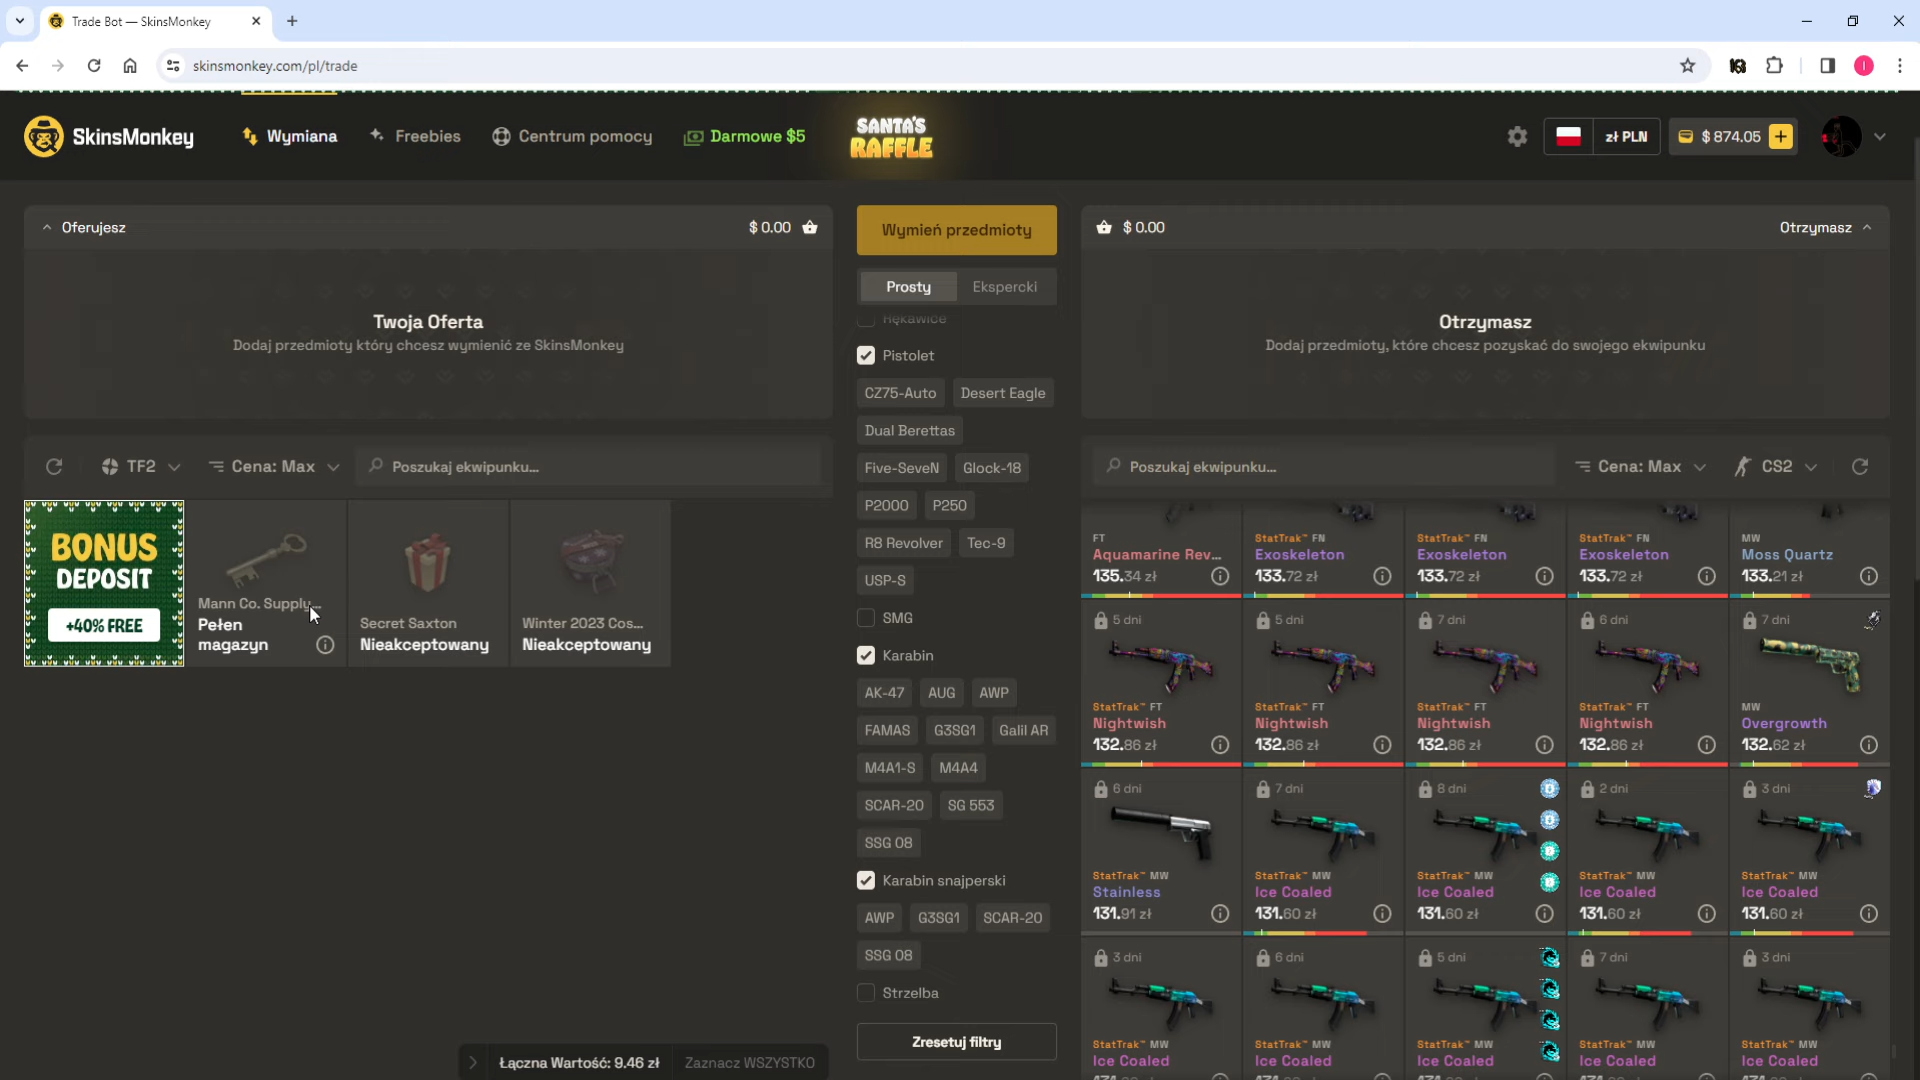 Trade Bot — SkinsMonkey
skinsmonkey.com/pl/trade
SkinsMonkey
Wymiana
Freebies
Centrum pomocy
Darmowe $5
SANTA'S
RAFFLE
zł PLN
$ 874.05
Oferujesz
$ 0.00
Wymień przedmioty
$ 0.00
Otrzymasz
Prosty
Ekspercki
Twoja Oferta
Dodaj przedmioty który chcesz wymienić ze SkinsMonkey
Otrzymasz
Dodaj przedmioty, które chcesz pozyskać do swojego ekwipunku
Rękawice
Pistolet
CZ75-Auto
Desert Eagle
Dual Berettas
Five-SeveN
Glock-18
P2000
P250
R8 Revolver
Tec-9
USP-S
SMG
Karabin
AK-47
AUG
AWP
FAMAS
G3SG1
Galil AR
M4A1-S
M4A4
SCAR-20
SG 553
SSG 08
Karabin snajperski
AWP
G3SG1
SCAR-20
SSG 08
Strzelba
Zresetuj filtry
TF2
Cena: Max
Poszukaj ekwipunku...
BONUS
DEPOSIT
+40% FREE
Mann Co. Supply...
Pełen
magazyn
Secret Saxton
Nieakceptowany
Winter 2023 Cos...
Nieakceptowany
Łączna Wartość: 9.46 zł
Zaznacz WSZYSTKO
Poszukaj ekwipunku...
Cena: Max
CS2
FT
Aquamarine Rev...
135.34 zł
StatTrak™ FN
Exoskeleton
133.72 zł
StatTrak™ FN
Exoskeleton
133.72 zł
StatTrak™ FN
Exoskeleton
133.72 zł
MW
Moss Quartz
133.21 zł
5 dni
StatTrak™ FT
Nightwish
132.86 zł
5 dni
StatTrak™ FT
Nightwish
132.86 zł
7 dni
StatTrak™ FT
Nightwish
132.86 zł
6 dni
StatTrak™ FT
Nightwish
132.86 zł
7 dni
MW
Overgrowth
132.62 zł
6 dni
StatTrak™ MW
Stainless
131.91 zł
7 dni
StatTrak™ MW
Ice Coaled
131.60 zł
8 dni
StatTrak™ MW
Ice Coaled
131.60 zł
2 dni
StatTrak™ MW
Ice Coaled
131.60 zł
3 dni
StatTrak™ MW
Ice Coaled
131.60 zł
3 dni
StatTrak™ MW
Ice Coaled
6 dni
StatTrak™ MW
Ice Coaled
5 dni
StatTrak™ MW
Ice Coaled
7 dni
StatTrak™ MW
Ice Coaled
3 dni
StatTrak™ MW
Ice Coaled